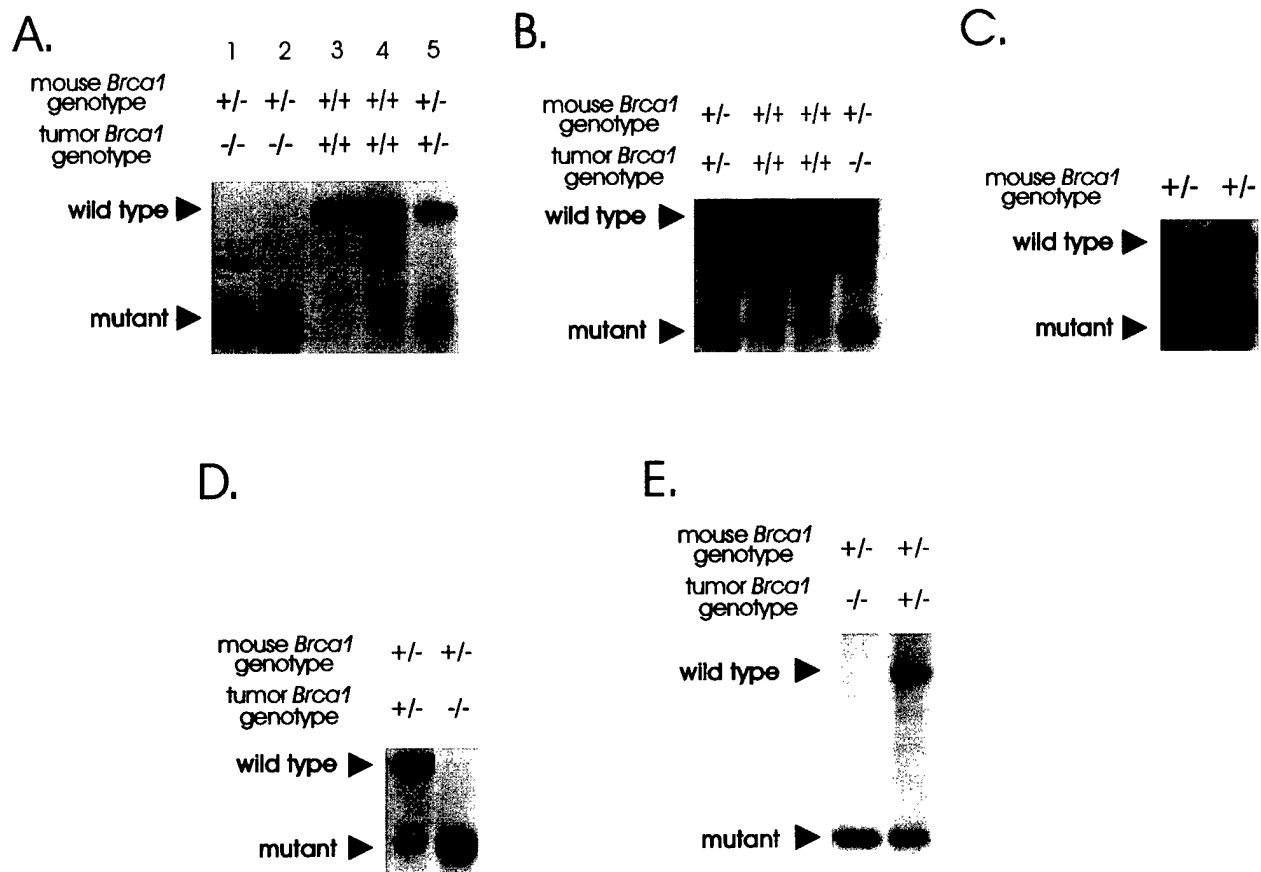 A.
1 2 3 4 5
mouse Brca1
genotype
+/- +/- +/+ +/+ +/-
tumor Brca1
genotype
-/- -/- +/+ +/+ +/-
wild type
mutant
B.
mouse Brca1
genotype
+/- +/+ +/+ +/-
tumor Brca1
genotype
+/- +/+ +/+ -/-
wild type
mutant
C.
mouse Brca1
genotype
+/- +/-
wild type
mutant
D.
mouse Brca1
genotype
+/- +/-
tumor Brca1
genotype
+/- -/-
wild type
mutant
E.
mouse Brca1
genotype
+/- +/-
tumor Brca1
genotype
-/- +/-
wild type
mutant